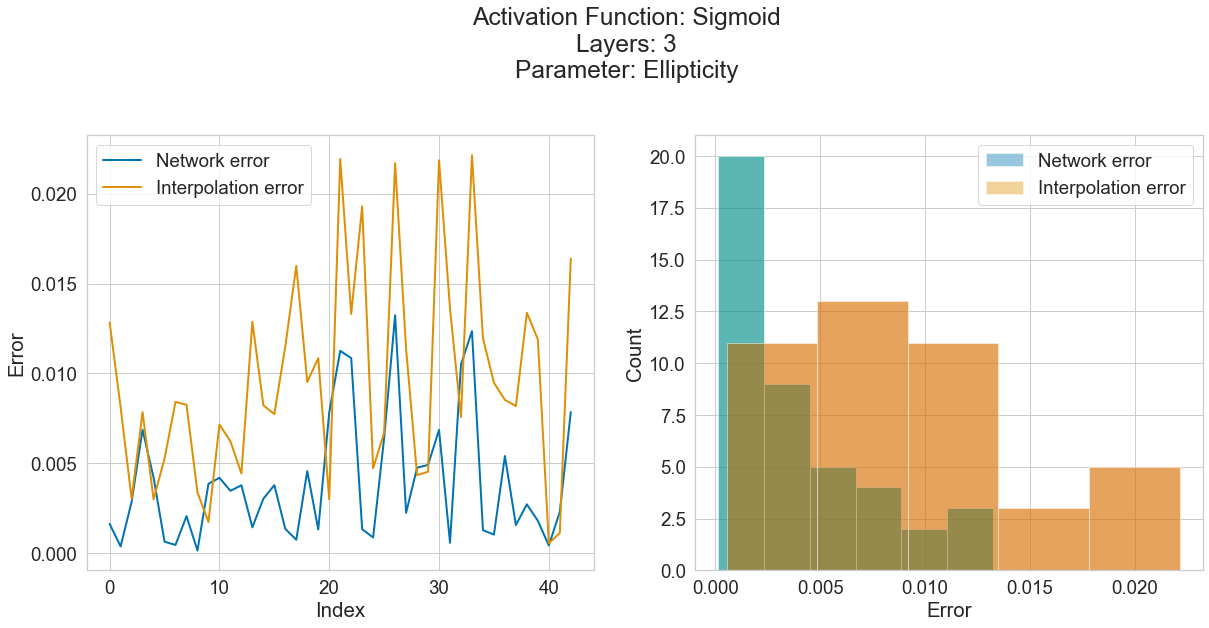 Activation Function: Sigmoid
Layers: 3
Parameter: Ellipticity
Network error
Interpolation error
0.020
0.015
0.010
0.005
0.000
Error
0
10
20
30
40
Index
Network error
Interpolation error
20.0
17.5
15.0
12.5
10.0
7.5
5.0
2.5
0.0
Count
0.000
0.005
0.010
0.015
0.020
Error